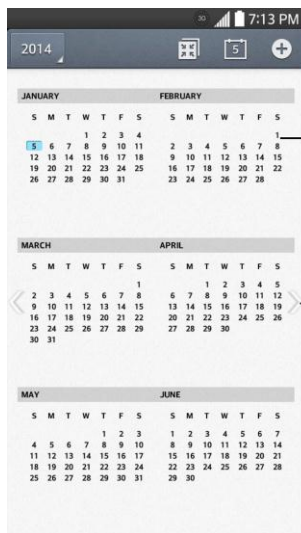 3G 7:13 PM
2014 5
JANUARY FEBRUARY
S M T W T F S S M T W T F S
1 2 3 4 1
5 6 7 8 9 10 11 2 3 4 5 6 7 8
12 13 14 15 16 17 18 9 10 11 12 13 14 15
19 20 21 22 23 24 25 16 17 18 19 20 21 22
26 27 28 29 30 31 23 24 25 26 27 28
MARCH APRIL
S M T W T F S S M T W T F S
1 1 2 3 4 5
2 3 4 5 6 7 8 6 7 8 9 10 11 12
9 10 11 12 13 14 15 13 14 15 16 17 18 19
16 17 18 19 20 21 22 20 21 22 23 24 25 26
23 24 25 26 27 28 29 27 28 29 30
30 31
MAY JUNE
S M T W T F S S M T W T F S
1 2 3 1 2 3 4 5 6 7
4 5 6 7 8 9 10 8 9 10 11 12 13 14
11 12 13 14 15 16 17 15 16 17 18 19 20 21
18 19 20 21 22 23 24 22 23 24 25 26 27 28
25 26 27 28 29 30 31 29 30